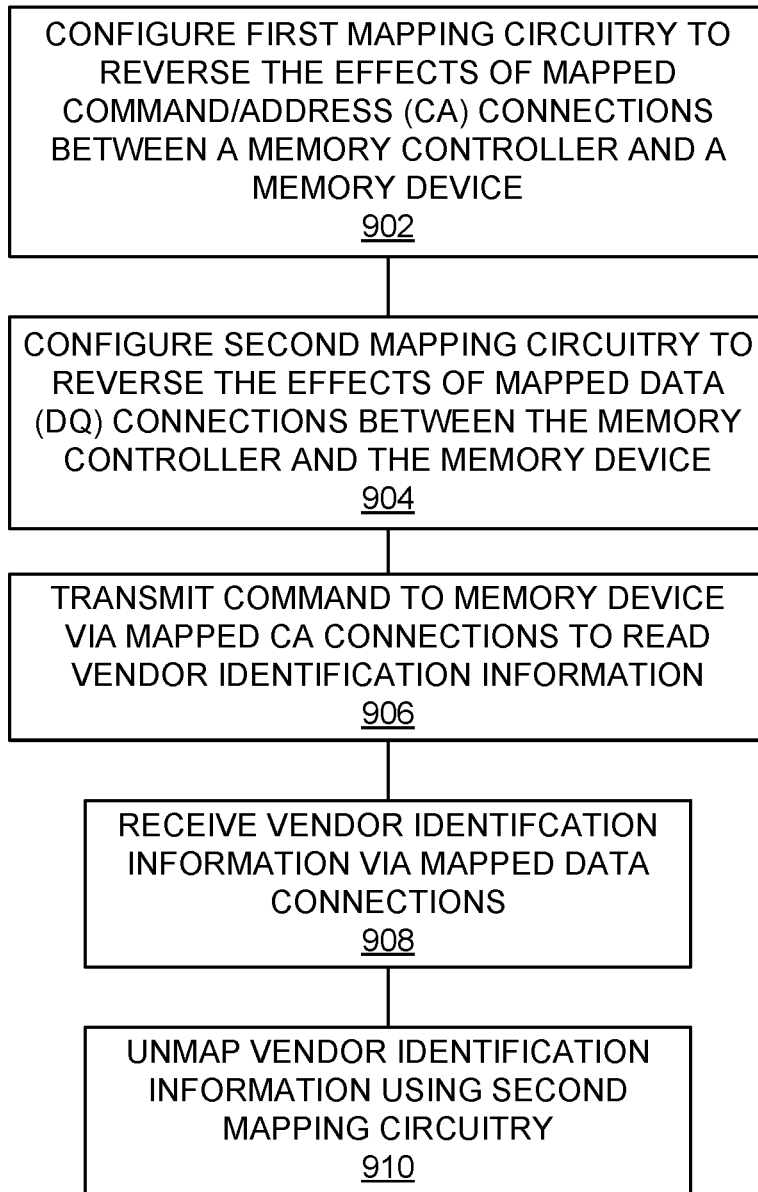 CONFIGURE FIRST MAPPING CIRCUITRY TO
REVERSE THE EFFECTS OF MAPPED
COMMAND/ADDRESS (CA) CONNECTIONS
BETWEEN A MEMORY CONTROLLER AND A
MEMORY DEVICE
902
CONFIGURE SECOND MAPPING CIRCUITRY TO
REVERSE THE EFFECTS OF MAPPED DATA
(DQ) CONNECTIONS BETWEEN THE MEMORY
CONTROLLER AND THE MEMORY DEVICE
904
TRANSMIT COMMAND TO MEMORY DEVICE
VIA MAPPED CA CONNECTIONS TO READ
VENDOR IDENTIFICATION INFORMATION
906
RECEIVE VENDOR IDENTIFCATION
INFORMATION VIA MAPPED DATA
CONNECTIONS
908
UNMAP VENDOR IDENTIFICATION
INFORMATION USING SECOND
MAPPING CIRCUITRY
910